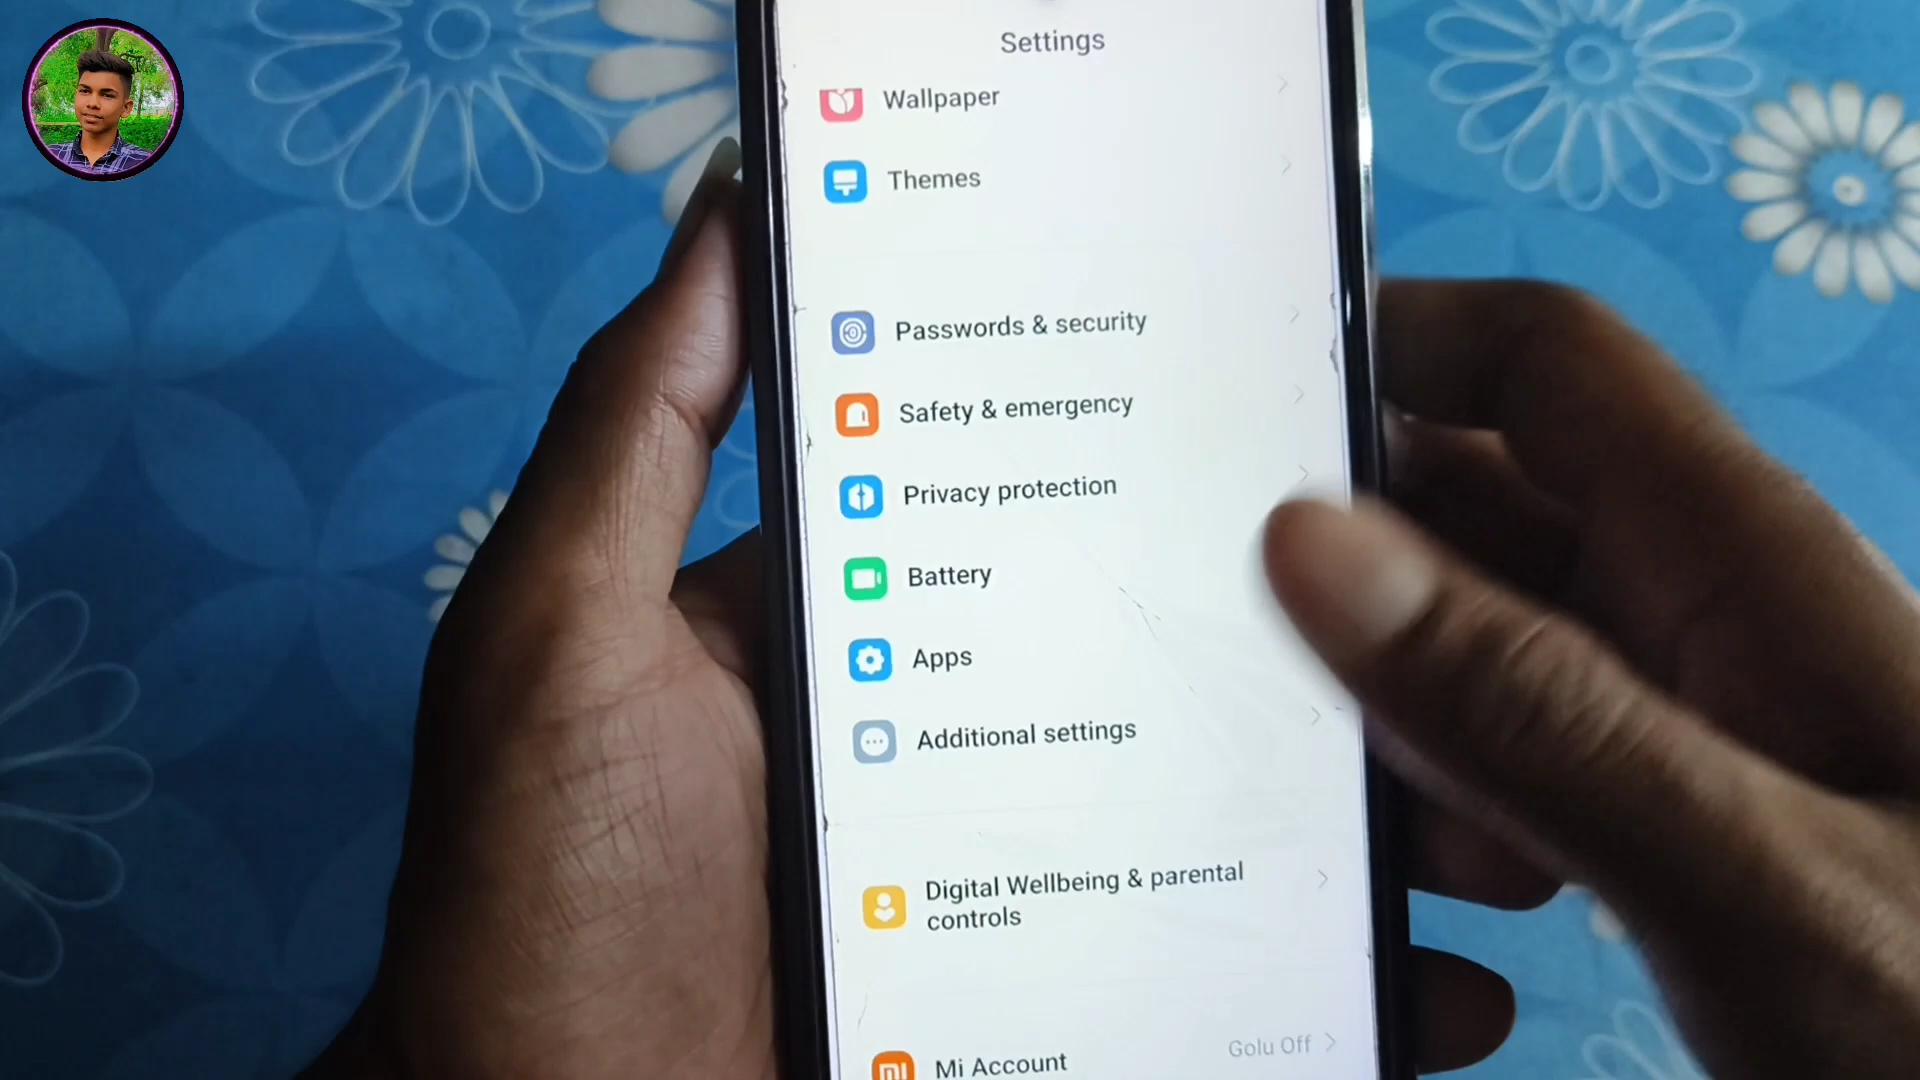 Settings
Wallpaper
Themes
Passwords & security
Safety & emergency
Privacy protection
Battery
Apps
Additional settings
Digital Wellbeing & parental
controls
Mi Account
Golu Off